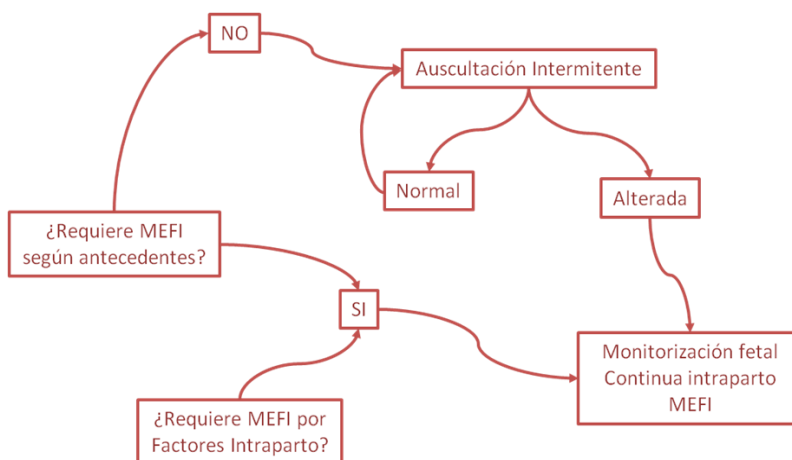 NO
Auscultación Intermitente
Normal
Alterada
¿Requiere MEFI
según antecedentes?
SI
Monitorización fetal
Continua intraparto
MEFI
¿Requiere MEFI por
Factores Intraparto?